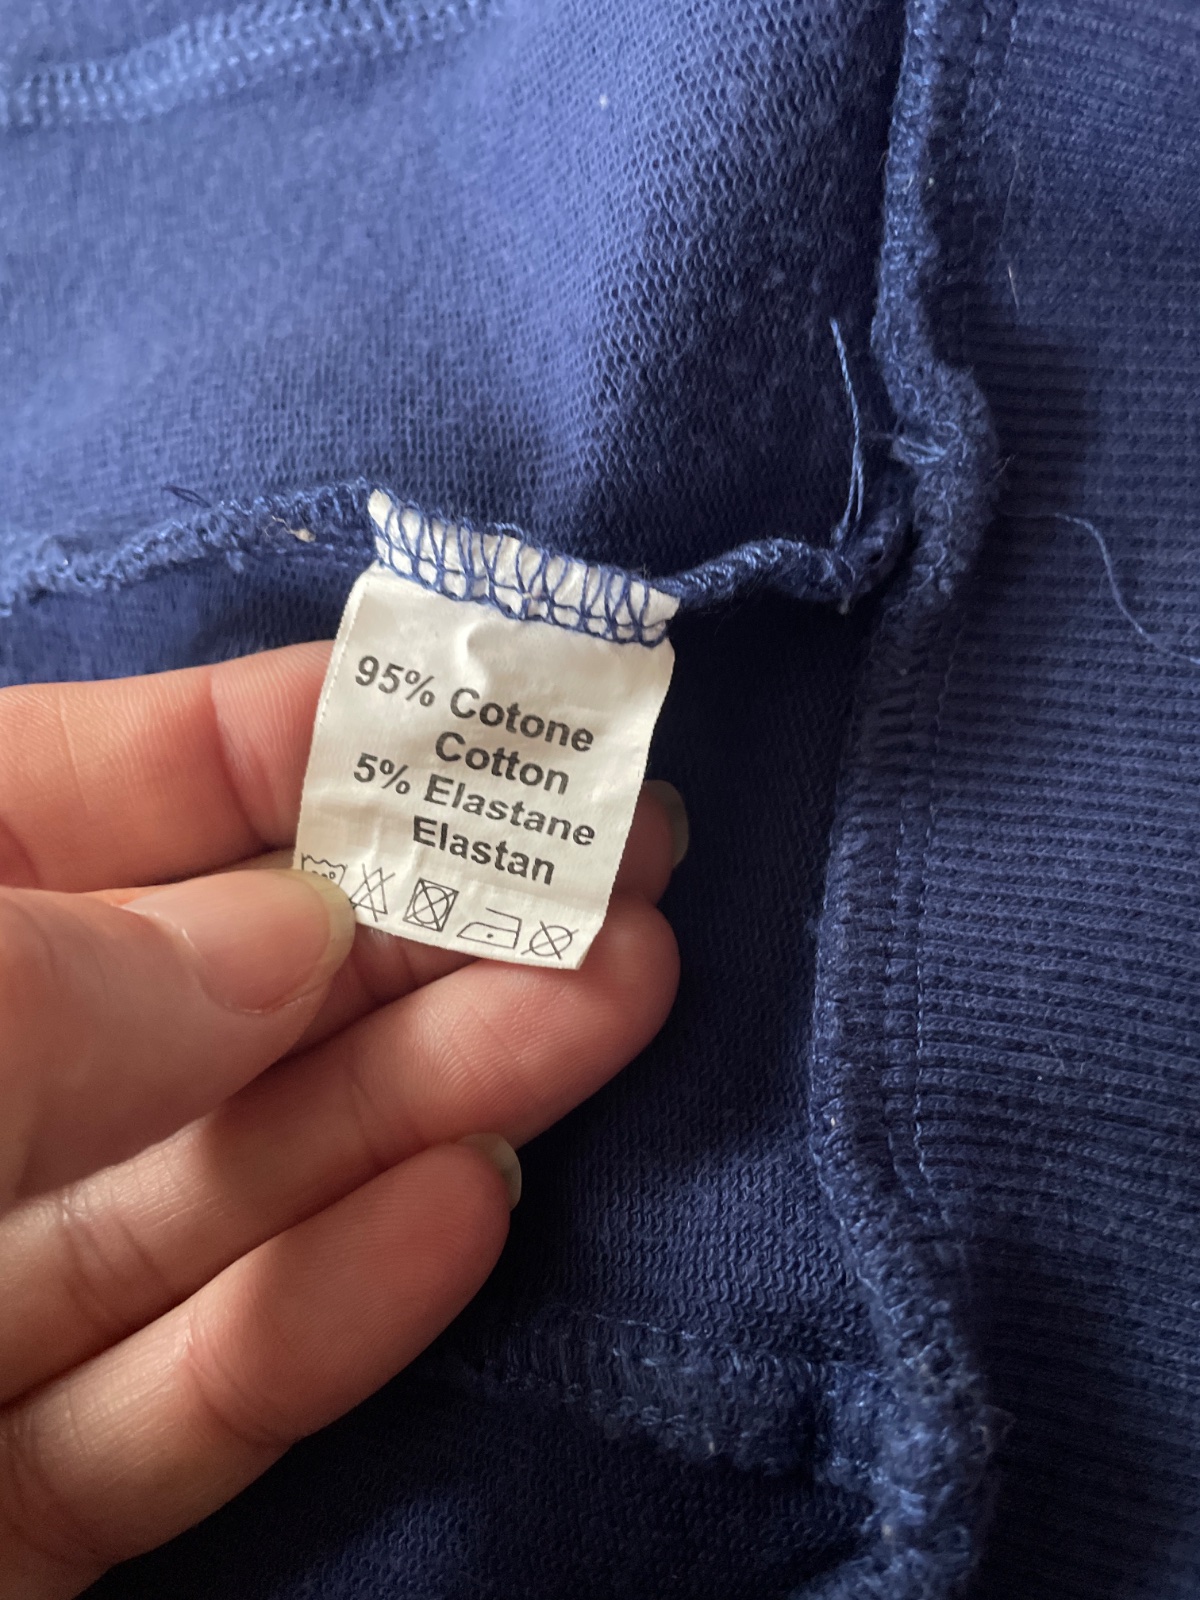 95% Cotone
Cotton
5% Elastane
Elastan